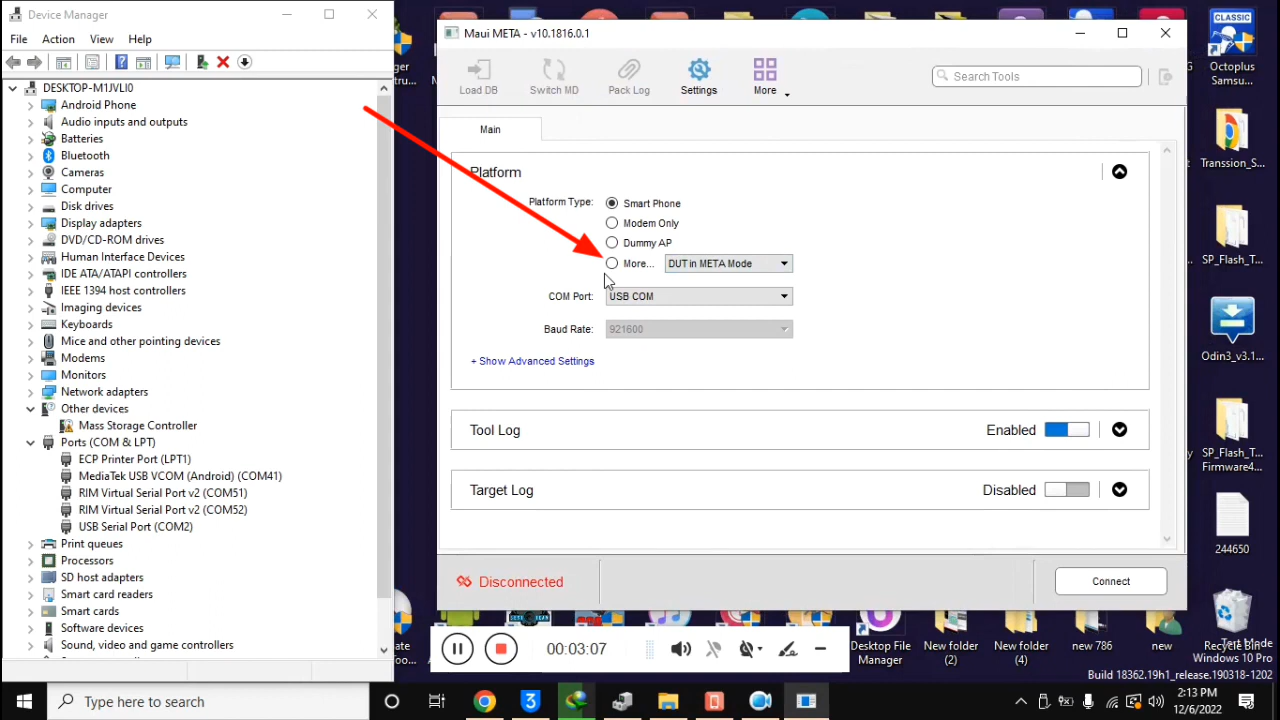 Device Manager
File Action View Help
DESKTOP-M1JVLI0
Android Phone
Audio inputs and outputs
Batteries
Bluetooth
Cameras
Computer
Disk drives
Display adapters
DVD/CD-ROM drives
Human Interface Devices
IDE ATA/ATAPI controllers
IEEE 1394 host controllers
Imaging devices
Keyboards
Mice and other pointing devices
Modems
Monitors
Network adapters
Other devices
Mass Storage Controller
Ports (COM & LPT)
ECP Printer Port (LPT1)
MediaTek USB VCOM (Android) (COM41)
RIM Virtual Serial Port v2 (COM51)
RIM Virtual Serial Port v2 (COM52)
USB Serial Port (COM2)
Print queues
Processors
SD host adapters
Smart card readers
Smart cards
Software devices
Sound, video and game controllers
Maui META - v10.1816.0.1
Load DB
Switch MD
Pack Log
Settings
More
Search Tools
Main
Platform
Platform Type:
Smart Phone
Modem Only
Dummy AP
More...
DUT in META Mode
COM Port:
USB COM
Baud Rate:
921600
+ Show Advanced Settings
Tool Log
Enabled
Target Log
Disabled
Disconnected
Connect
CLASSIC
Octoplus
Samsu...
Transsion_S...
SP_Flash_T...
Odin3_v3.1...
SP_Flash_T...
Firmware4...
244650
Recycle Bin
Desktop File
Manager
New folder
(2)
New folder
(4)
new 786
new
00:03:07
Test Mode
Windows 10 Pro
Build 18362.19h1_release.190318-1202
Type here to search
2:13 PM
12/6/2022